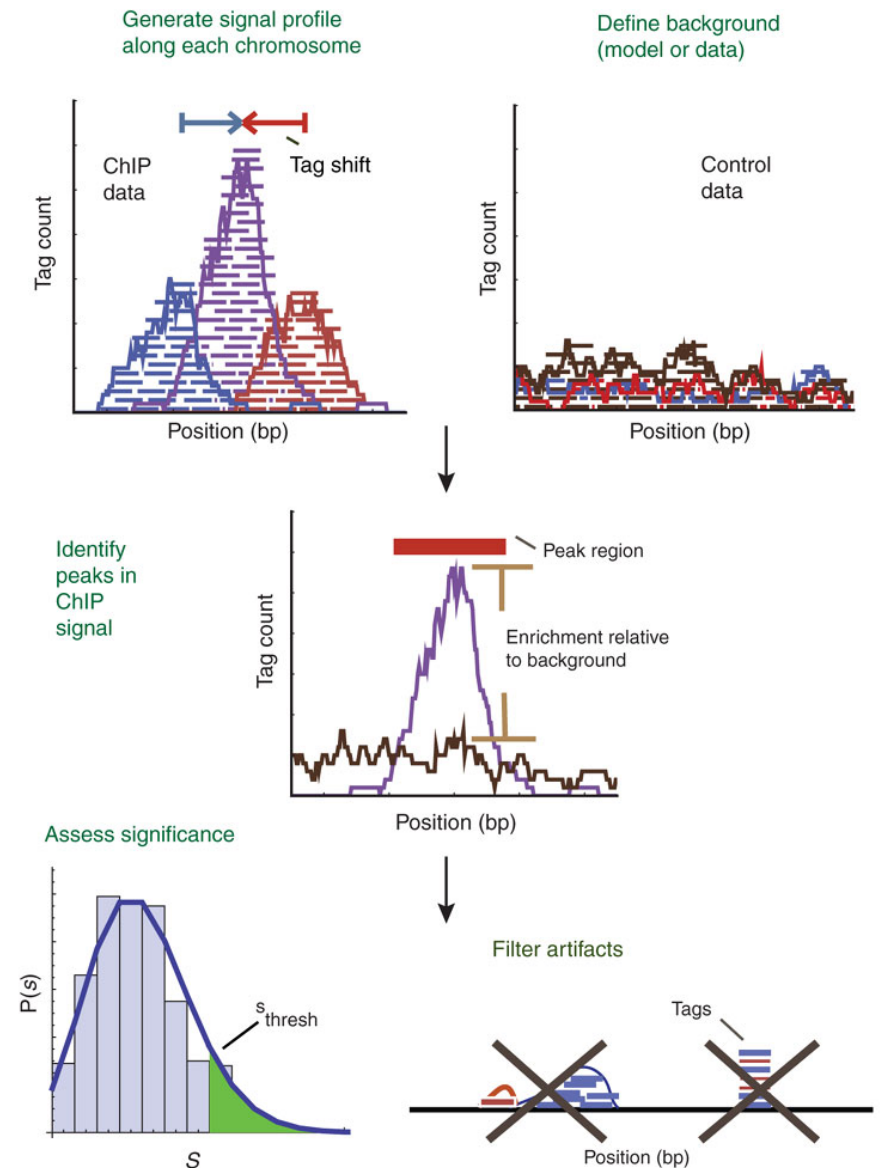 Generate signal profile
along each chromosome
Define background
(model or data)
ChIP
data
Tag shift
Tag count
Position (bp)
Control
data
Tag count
Position (bp)
Identify
peaks in
ChIP
signal
Peak region
Enrichment relative
to background
Tag count
Position (bp)
Assess significance
P(s)
s
thresh
S
Filter artifacts
Tags
Position (bp)